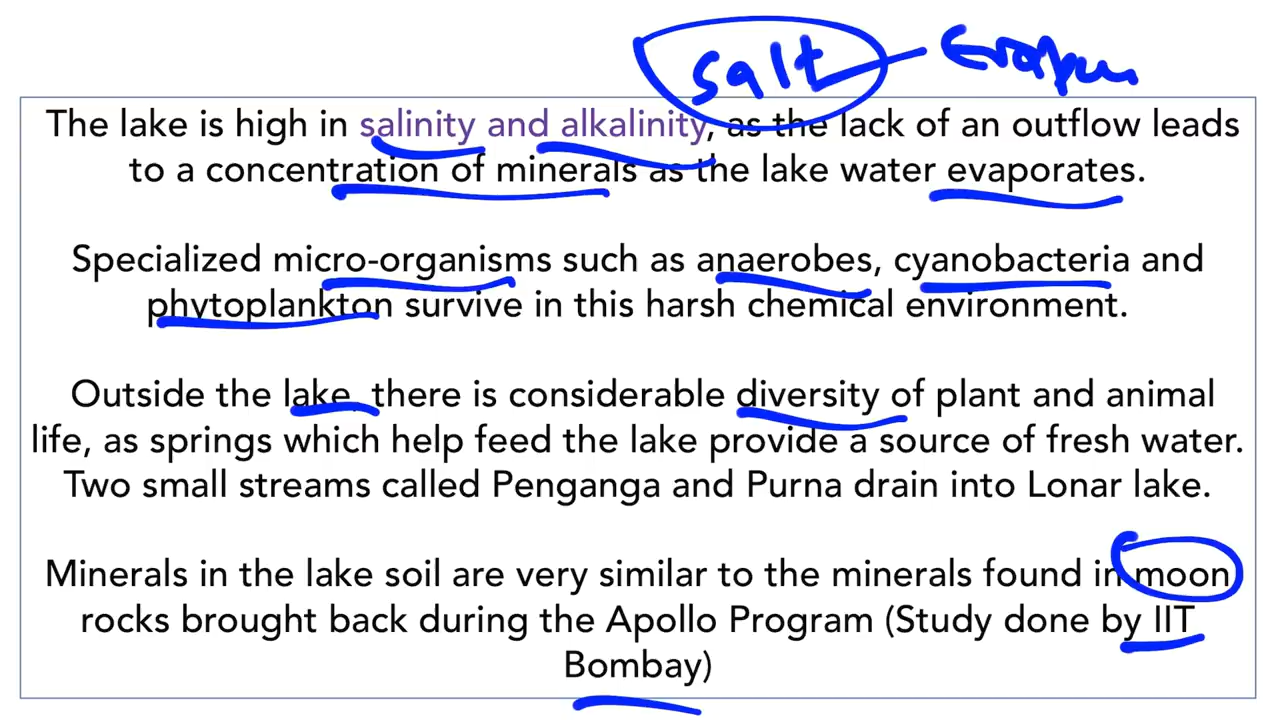 salt
The lake is high in salinity and alkalinity, as the lack of an outflow leads
to a concentration of minerals as the lake water evaporates.
Specialized micro-organisms such as anaerobes, cyanobacteria and
phytoplankton survive in this harsh chemical environment.
Outside the lake, there is considerable diversity of plant and animal
life, as springs which help feed the lake provide a source of fresh water.
Two small streams called Penganga and Purna drain into Lonar lake.
Minerals in the lake soil are very similar to the minerals found in moon
rocks brought back during the Apollo Program (Study done by IIT
Bombay)